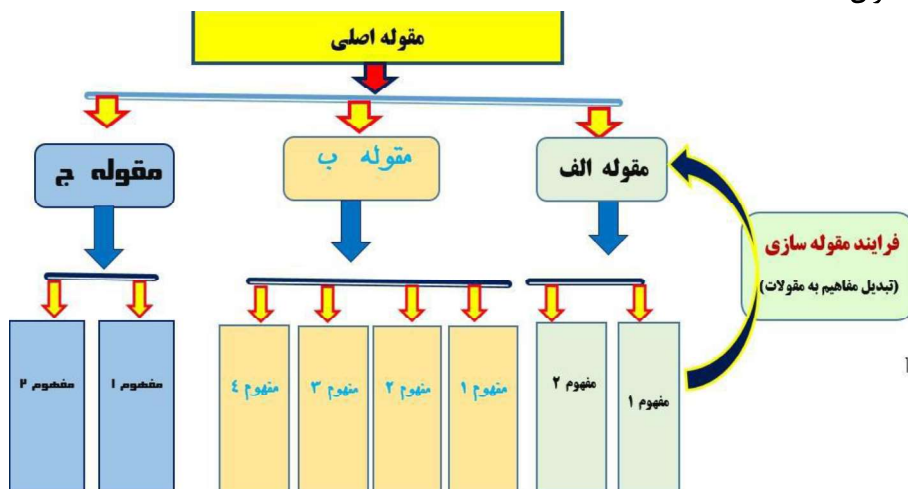 مقوله اصلی
مقوله الف
مقوله ب
مقوله ج
فرایند مقوله سازی
(تبدیل مفاهیم به مقولات)
مفهوم ۱
مفهوم ۲
مفهوم ۱
مفهوم ۲
مفهوم ۳
مفهوم ٤
مفهوم ۱
مفهوم ۲